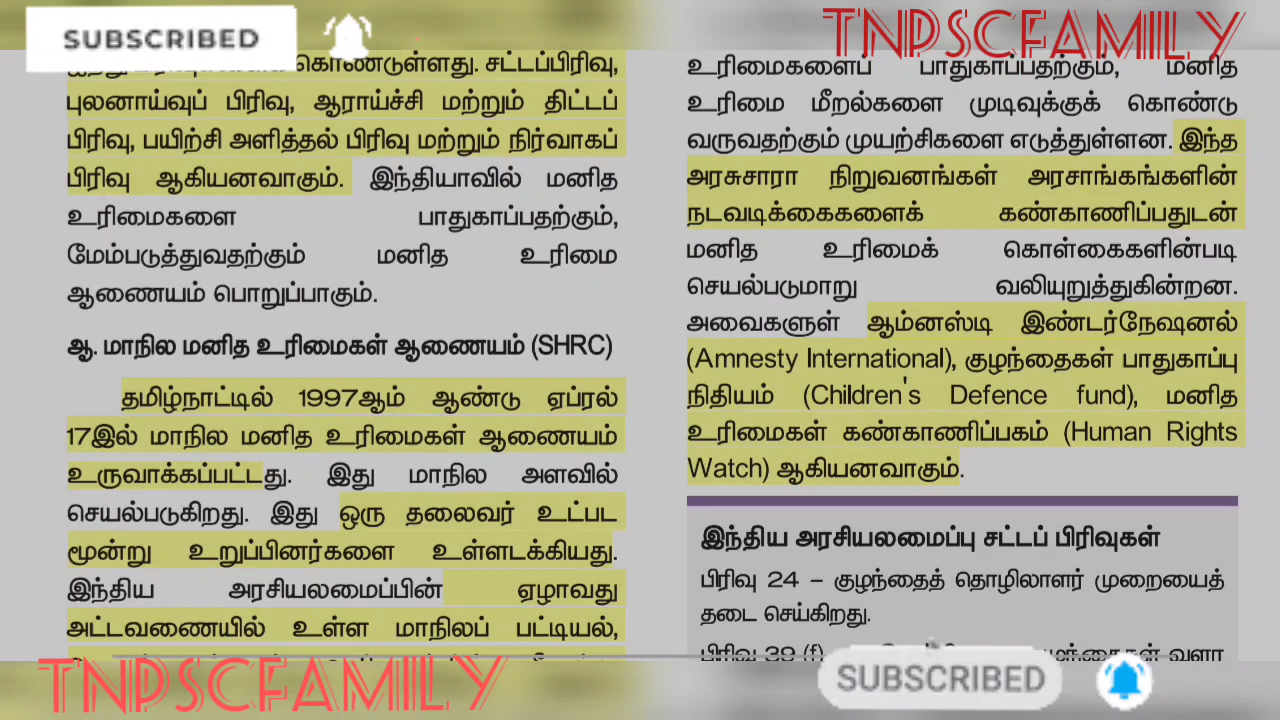 SUBSCRIBED
TNPSCFAMILY
கொண்டுள்ளது. சட்டப்பிரிவு,
புலனாய்வுப் பிரிவு, ஆராய்ச்சி மற்றும் திட்டப்
பிரிவு, பயிற்சி அளித்தல் பிரிவு மற்றும் நிர்வாகப்
பிரிவு ஆகியனவாகும். இந்தியாவில் மனித
உரிமைகளை பாதுகாப்பதற்கும்,
மேம்படுத்துவதற்கும் மனித உரிமை
ஆணையம் பொறுப்பாகும்.
ஆ. மாநில மனித உரிமைகள் ஆணையம் (SHRC)
தமிழ்நாட்டில் 1997ஆம் ஆண்டு ஏப்ரல்
17இல் மாநில மனித உரிமைகள் ஆணையம்
உருவாக்கப்பட்டது. இது மாநில அளவில்
செயல்படுகிறது. இது ஒரு தலைவர் உட்பட
மூன்று உறுப்பினர்களை உள்ளடக்கியது.
இந்திய அரசியலமைப்பின் ஏழாவது
அட்டவணையில் உள்ள மாநிலப் பட்டியல்,
உரிமைகளைப் பாதுகாப்பதற்கும், மனித
உரிமை மீறல்களை முடிவுக்குக் கொண்டு
வருவதற்கும் முயற்சிகளை எடுத்துள்ளன. இந்த
அரசுசாரா நிறுவனங்கள் அரசாங்கங்களின்
நடவடிக்கைகளைக் கண்காணிப்பதுடன்
மனித உரிமைக் கொள்கைகளின்படி
செயல்படுமாறு வலியுறுத்துகின்றன.
அவைகளுள் ஆம்னஸ்டி இண்டர்நேஷனல்
(Amnesty International), குழந்தைகள் பாதுகாப்பு
நிதியம் (Children's Defence fund), மனித
உரிமைகள் கண்காணிப்பகம் (Human Rights
Watch) ஆகியனவாகும்.
இந்திய அரசியலமைப்பு சட்டப் பிரிவுகள்
பிரிவு 24 – குழந்தைத் தொழிலாளர் முறையைத்
தடை செய்கிறது.
பிரிவு 39 (f) வளர
TNPSCFAMILY
SUBSCRIBED